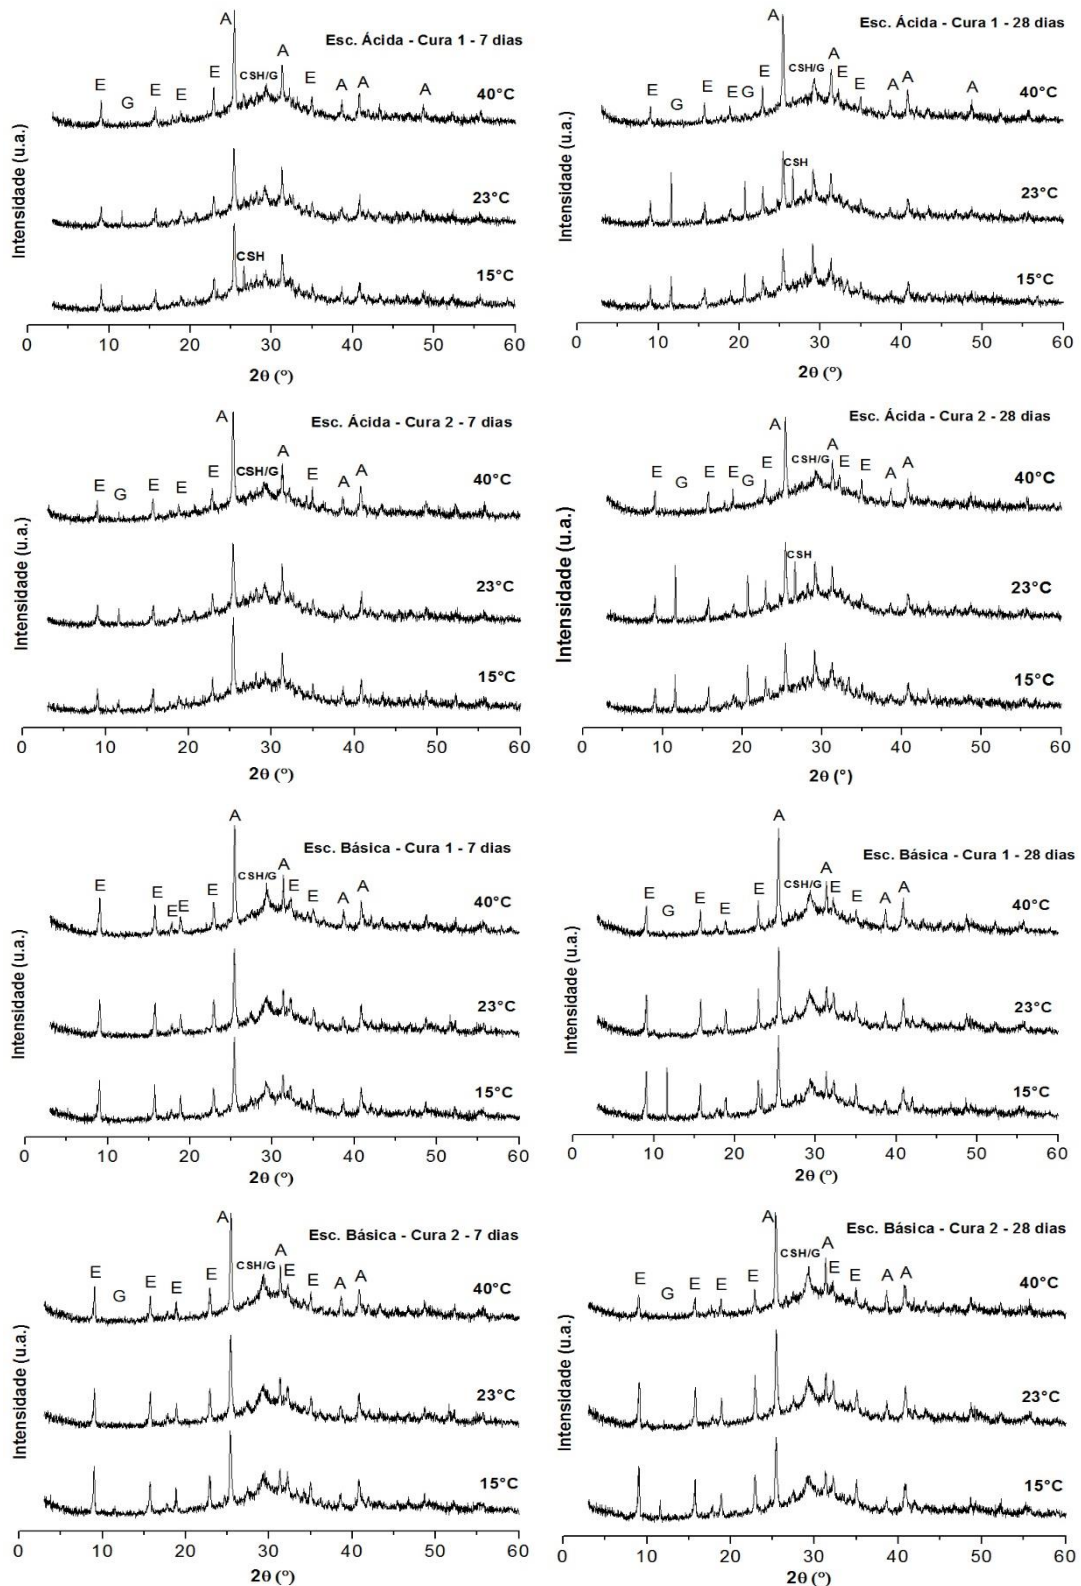 Esc. Ácida - Cura 1 - 7 dias
A
E G E E E CSH/G A E A A A
40°C
23°C
CSH
15°C
Intensidade (u.a.)
0 10 20 30 40 50 60
2θ (°)
Esc. Ácida - Cura 1 - 28 dias
A
E G E E G E CSH/G A E E A A A
40°C
CSH
23°C
15°C
Intensidade (u.a.)
0 10 20 30 40 50 60
2θ (°)
Esc. Ácida - Cura 2 - 7 dias
A
E G E E E CSH/G A E A A
40°C
23°C
15°C
Intensidade (u.a.)
0 10 20 30 40 50 60
2θ (°)
Esc. Ácida - Cura 2 - 28 dias
A
E G E E G E CSH/G A E E A A
40°C
CSH
23°C
15°C
Intensidade (u.a.)
0 10 20 30 40 50 60
2θ (°)
Esc. Básica - Cura 1 - 7 dias
A
E E E E E CSH/G A E E A A
40°C
23°C
15°C
Intensidade (u.a.)
0 10 20 30 40 50 60
2θ (°)
Esc. Básica - Cura 1 - 28 dias
A
E G E E E CSH/G A E E A A
40°C
23°C
15°C
Intensidade (u.a.)
0 10 20 30 40 50 60
2θ (°)
Esc. Básica - Cura 2 - 7 dias
A
E G E E E CSH/G A E E A A
40°C
23°C
15°C
Intensidade (u.a.)
0 10 20 30 40 50 60
2θ (°)
Esc. Básica - Cura 2 - 28 dias
A
E G E E E CSH/G A E E A A
40°C
23°C
15°C
Intensidade (u.a.)
0 10 20 30 40 50 60
2θ (°)